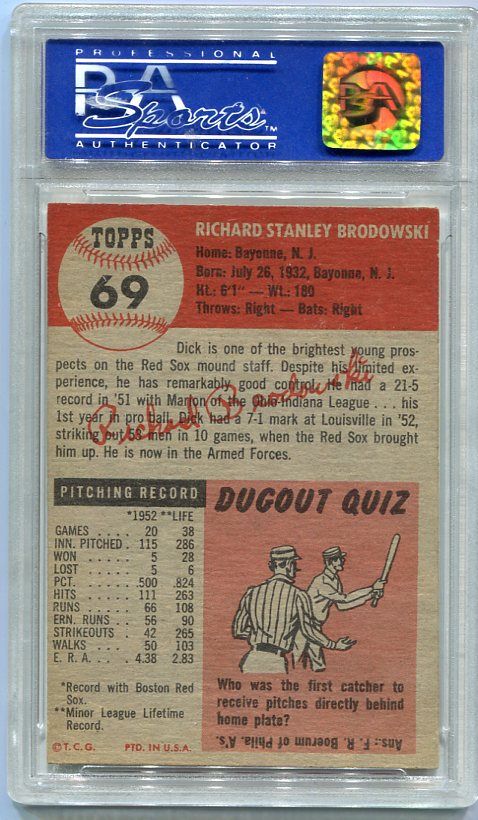 PROFESSIONAL
PSA
Sports™
AUTHENTICATOR
PSA
TOPPS
69
RICHARD STANLEY BRODOWSKI
Home: Bayonne, N. J.
Born: July 26, 1932, Bayonne, N. J.
Ht.: 6'1" — Wt.: 180
Throws: Right — Bats: Right
Dick is one of the brightest young pros-
pects on the Red Sox mound staff. Despite his limited
experience, he has remarkably good control. He had a 21-5
record in '51 with Marion of the Ohio-Indiana League . . . his
1st year in pro ball. Dick had a 7-1 mark at Louisville in '52,
striking out 53 men in 10 games, when the Red Sox brought
him up. He is now in the Armed Forces.
Richard Brodowski
PITCHING RECORD
*1952 **LIFE
GAMES . . . . 20 38
INN. PITCHED . 115 286
WON . . . . . 5 28
LOST . . . . . 5 6
PCT. . . . . . .500 .824
HITS . . . . . 111 263
RUNS . . . . . 66 108
ERN. RUNS . . 56 90
STRIKEOUTS . . 42 265
WALKS . . . . 50 103
E. R. A. . . . . 4.38 2.83
*Record with Boston Red
Sox.
**Minor League Lifetime
Record.
©T.C.G. PTD. IN U.S.A.
DUGOUT QUIZ
Who was the first catcher to
receive pitches directly behind
home plate?
Ans.: F. R. Boerum of Phila. A's.